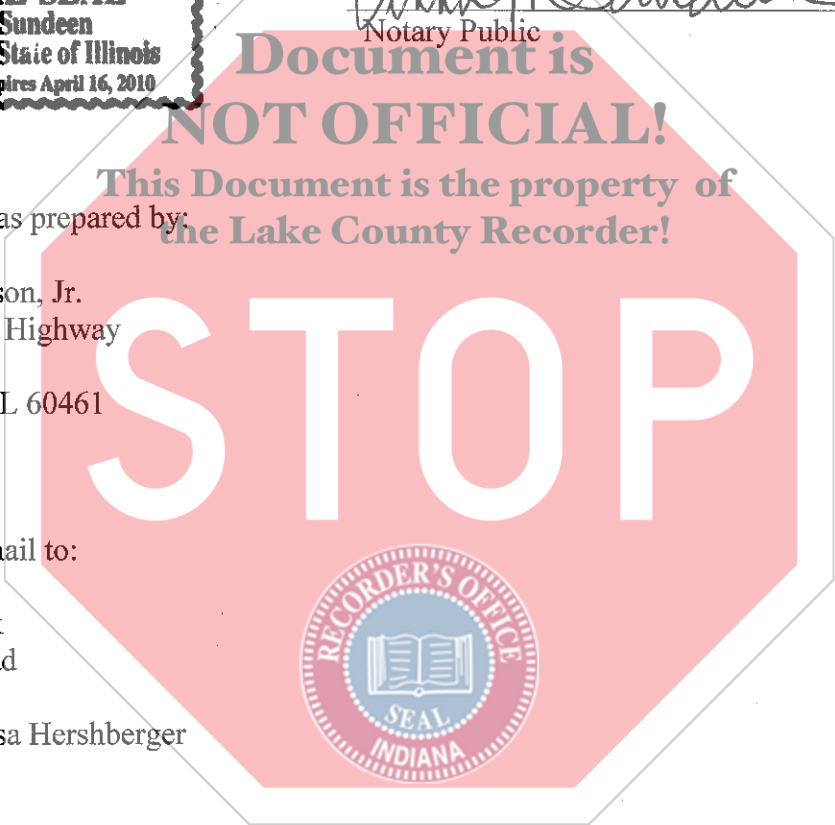 Sundeen
State of Illinois
ires April 16, 2010
Notary Public
Document is
NOT OFFICIAL!
This Document is the property of
the Lake County Recorder!
as prepared by:
son, Jr.
Highway
L 60461
STOP
ail to:
sa Hershberger
RECORDER'S OFFICE
SEAL
INDIANA